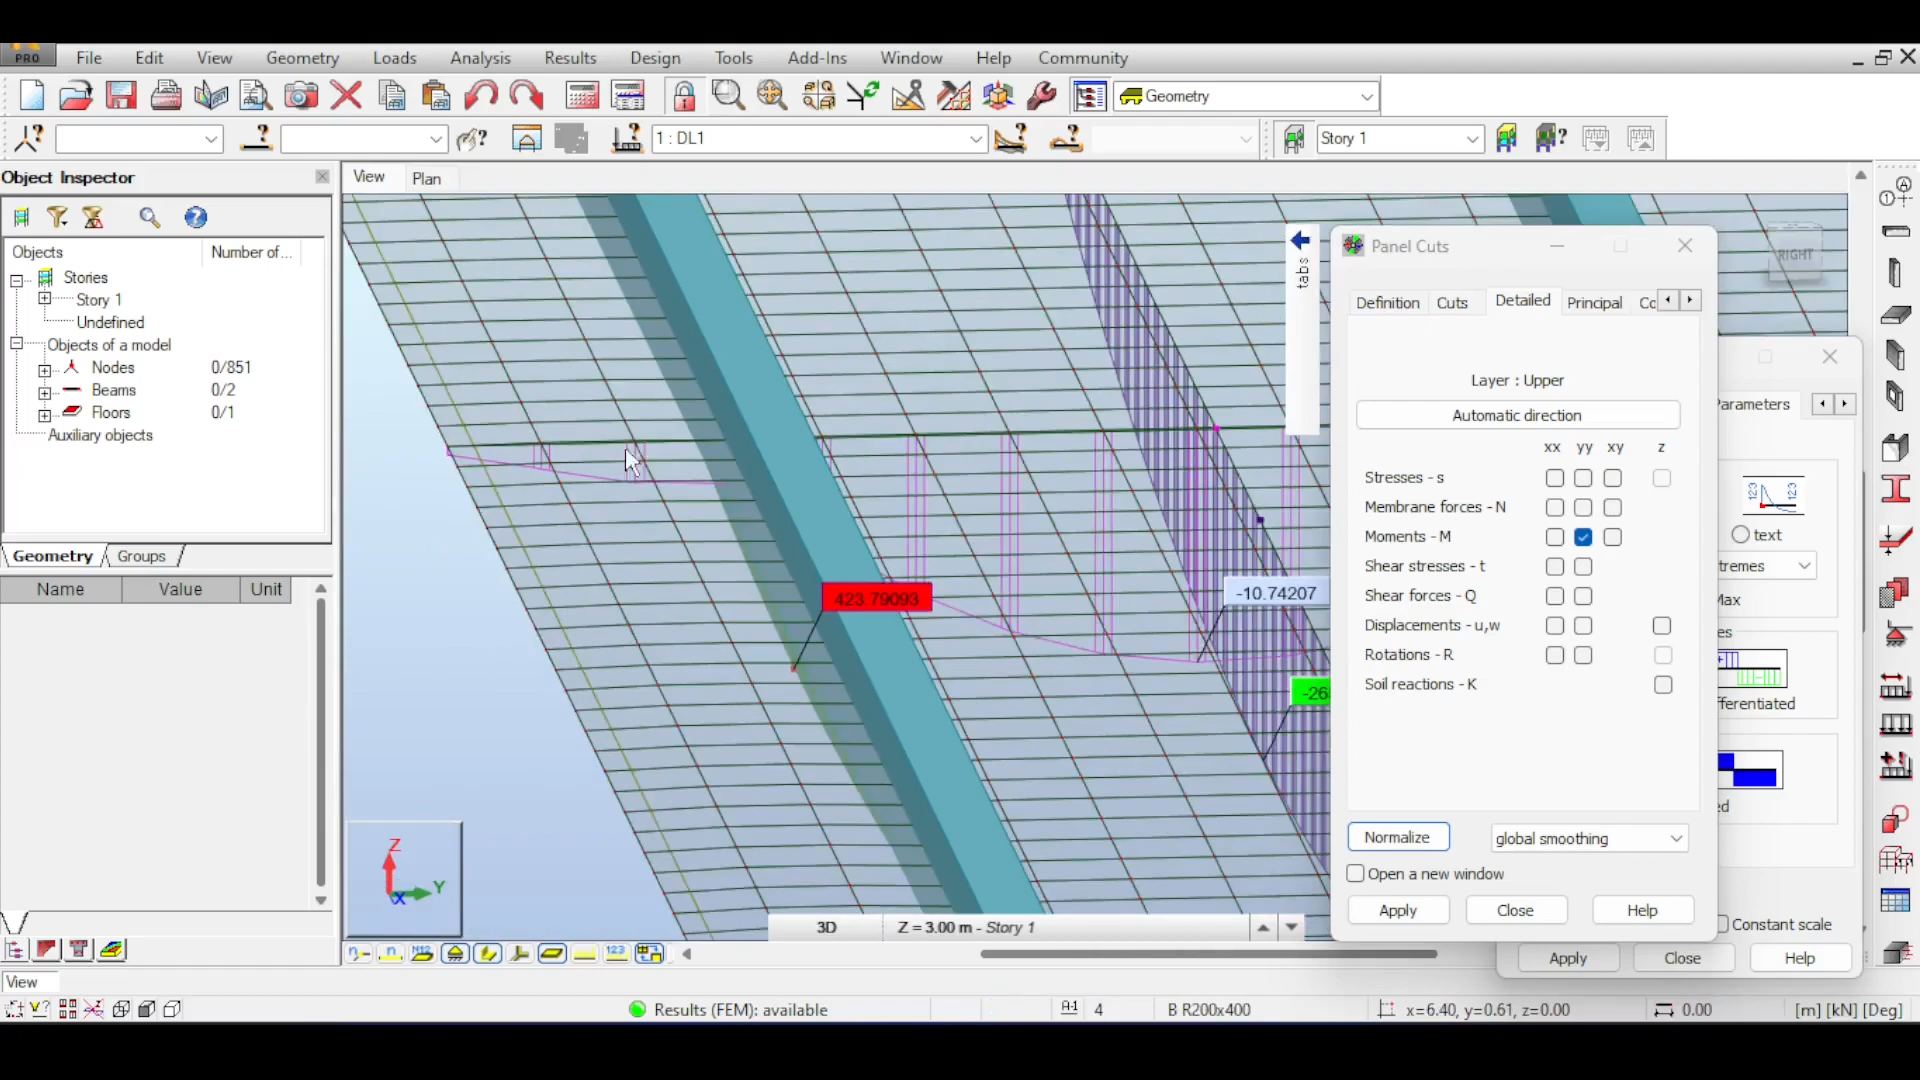 PRO
File Edit View Geometry Loads Analysis Results Design Tools Add-Ins Window Help Community
Geometry
1 : DL1
Story 1
Object Inspector
View Plan
Objects Number of...
Stories
Story 1
Undefined
Objects of a model
Nodes 0/851
Beams 0/2
Floors 0/1
Auxiliary objects
Geometry Groups
Name Value Unit
423.79093
-10.74207
-26
RIGHT
tabs
Panel Cuts
Definition Cuts Detailed Principal Co
Layer : Upper
Automatic direction
xx yy xy z
Stresses - s
Membrane forces - N
Moments - M
Shear stresses - t
Shear forces - Q
Displacements - u,w
Rotations - R
Soil reactions - K
Normalize global smoothing
Open a new window
Apply Close Help
Parameters
123 123
text
tremes
Max
es
fferentiated
ed
Constant scale
Apply Close Help
Z
Y
X
3D Z = 3.00 m - Story 1
View
Results (FEM): available
4
B R200x400
x=6.40, y=0.61, z=0.00
0.00
[m] [kN] [Deg]